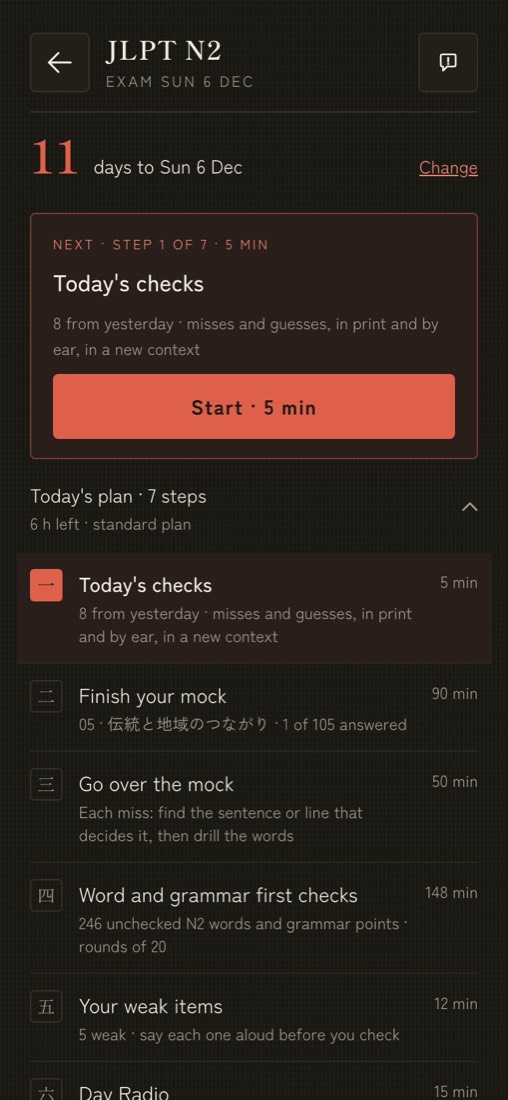 JLPT N2
EXAM SUN 6 DEC
11 days to Sun 6 Dec
Change
NEXT · STEP 1 OF 7 · 5 MIN
Today's checks
8 from yesterday · misses and guesses, in print and by
ear, in a new context
Start · 5 min
Today's plan · 7 steps
6 h left · standard plan
一 Today's checks 5 min
8 from yesterday · misses and guesses, in print
and by ear, in a new context
二 Finish your mock 90 min
05 · 伝統と地域のつながり · 1 of 105 answered
三 Go over the mock 50 min
Each miss: find the sentence or line that
decides it, then drill the words
四 Word and grammar first checks 148 min
246 unchecked N2 words and grammar points ·
rounds of 20
五 Your weak items 12 min
5 weak · say each one aloud before you check
六 Day Radio 15 min